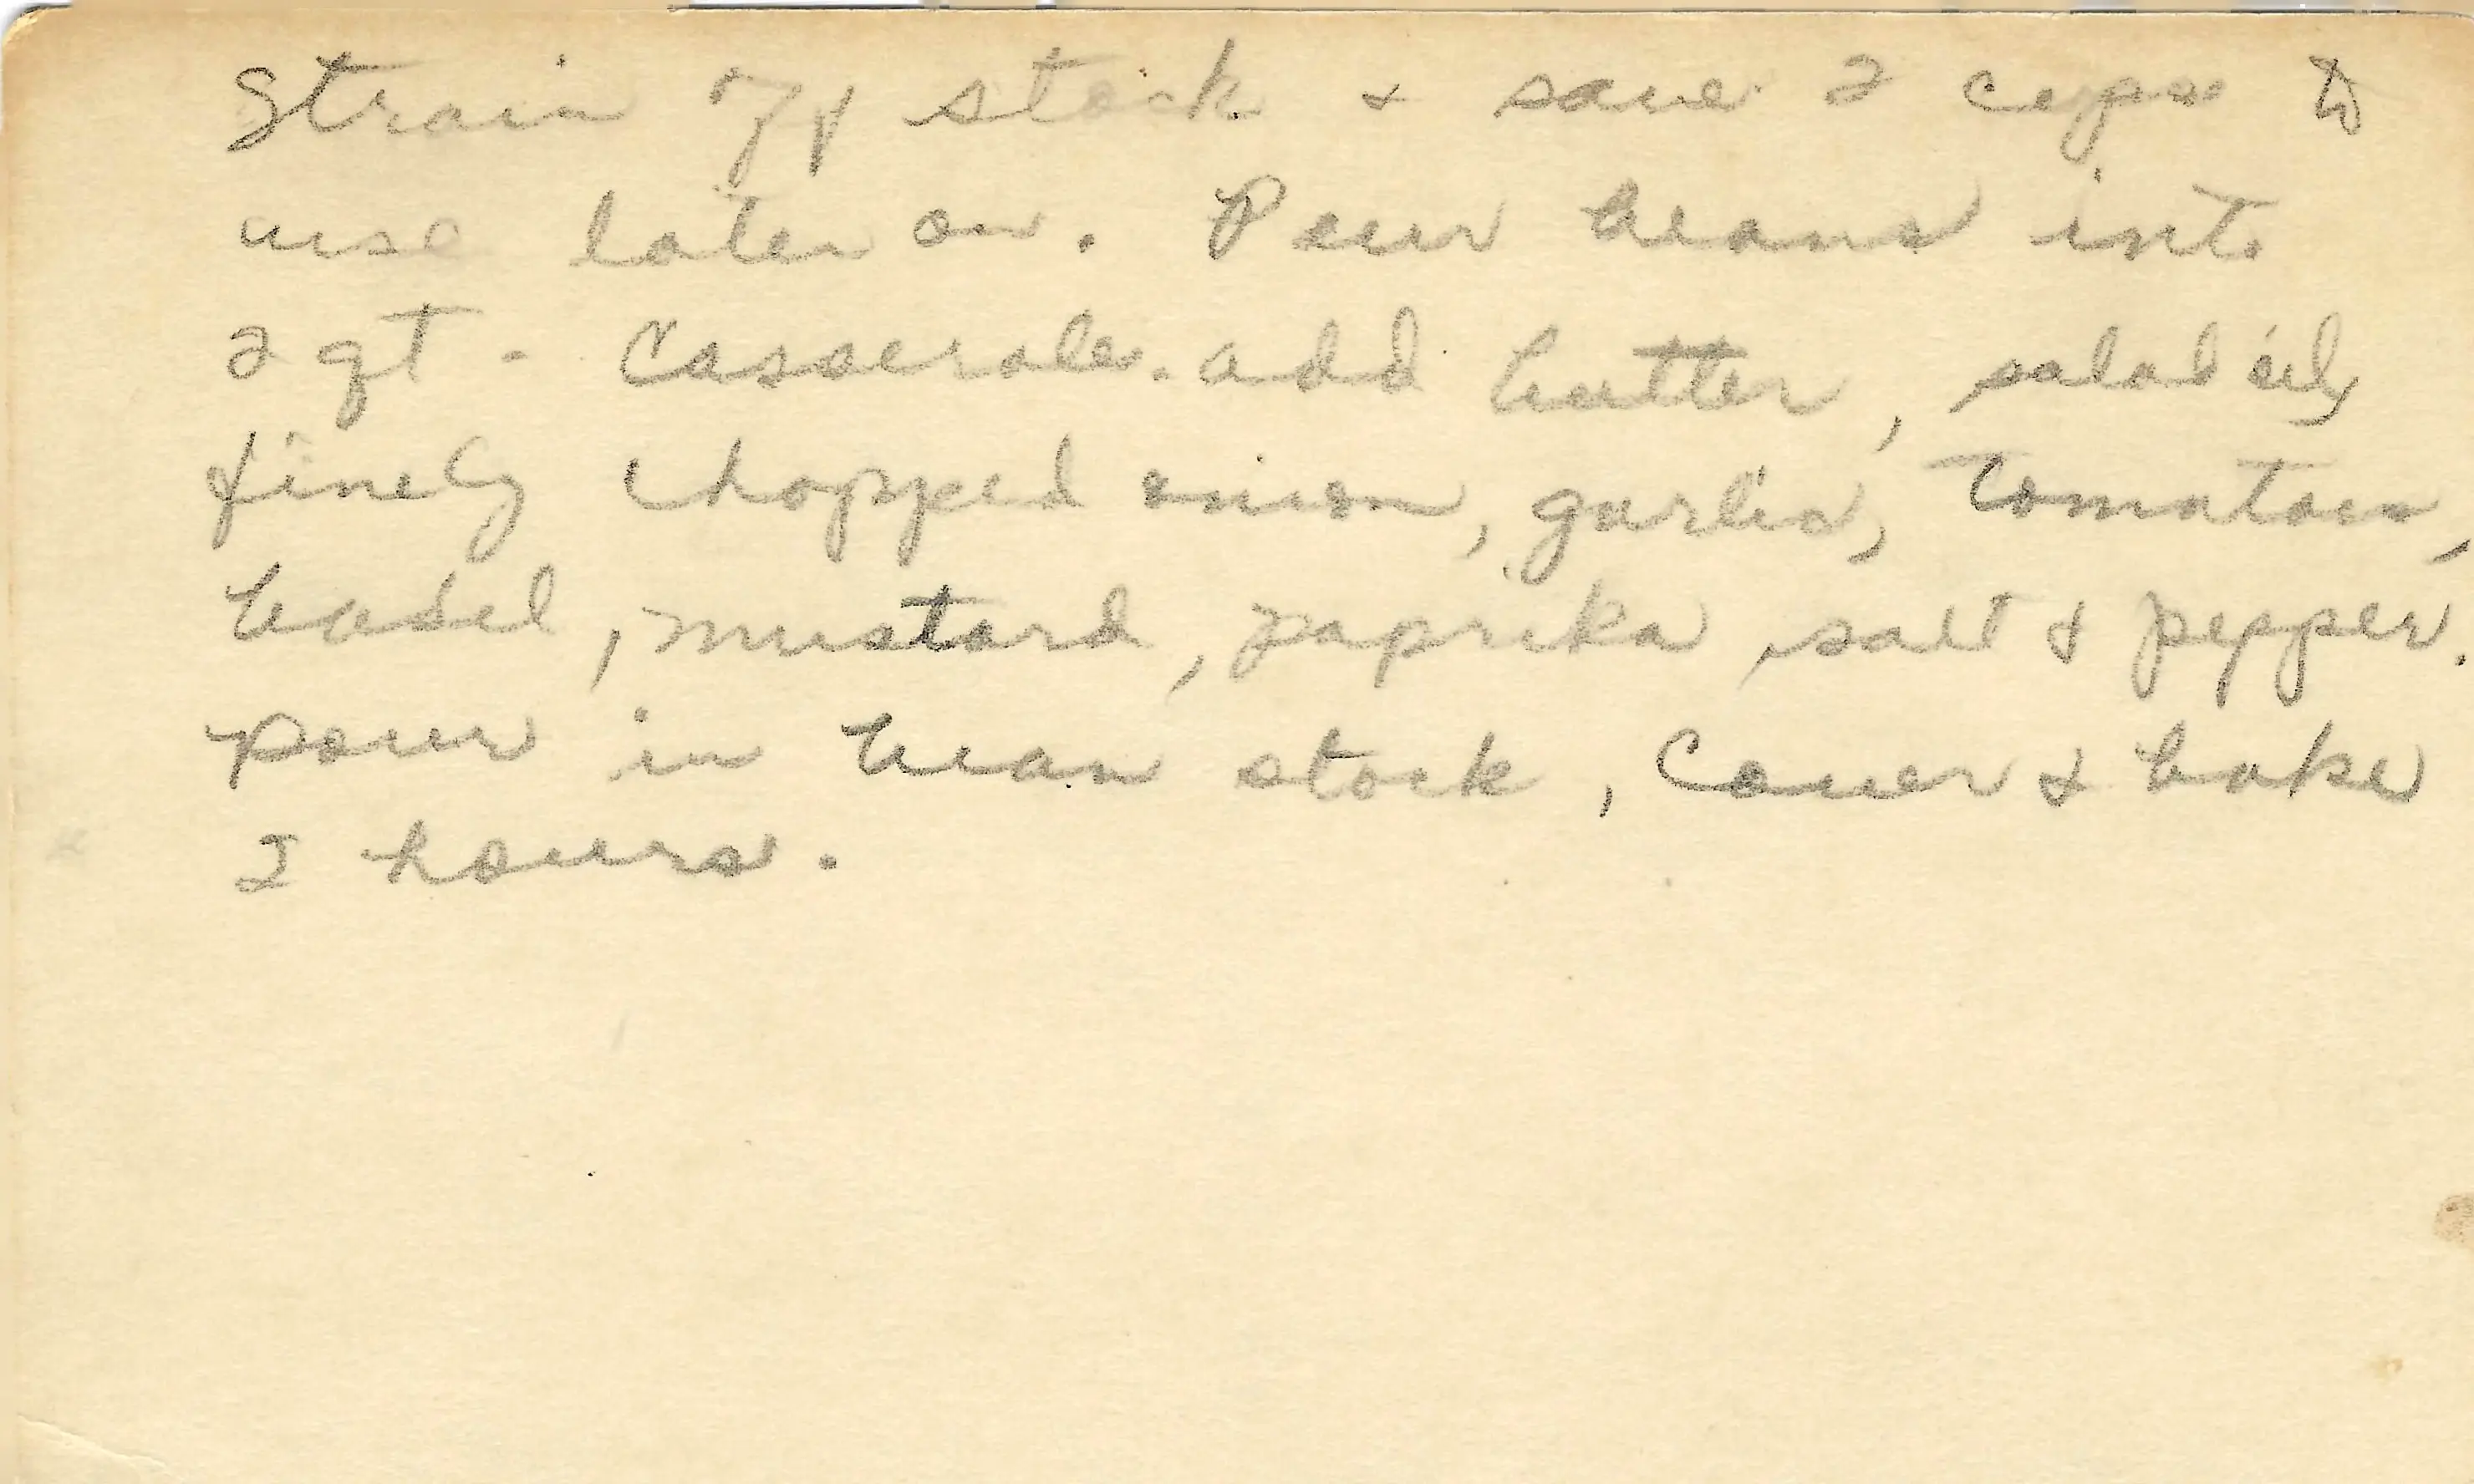 Strain off stock & save 2 cups to
use later on. Pour beans into
2 qt. Casserole. add butter, salad oil,
finely chopped onion, garlic, tomatoes,
basel, mustard, paprika, salt & pepper.
pour in bean stock, Cover & bake
2 hours.